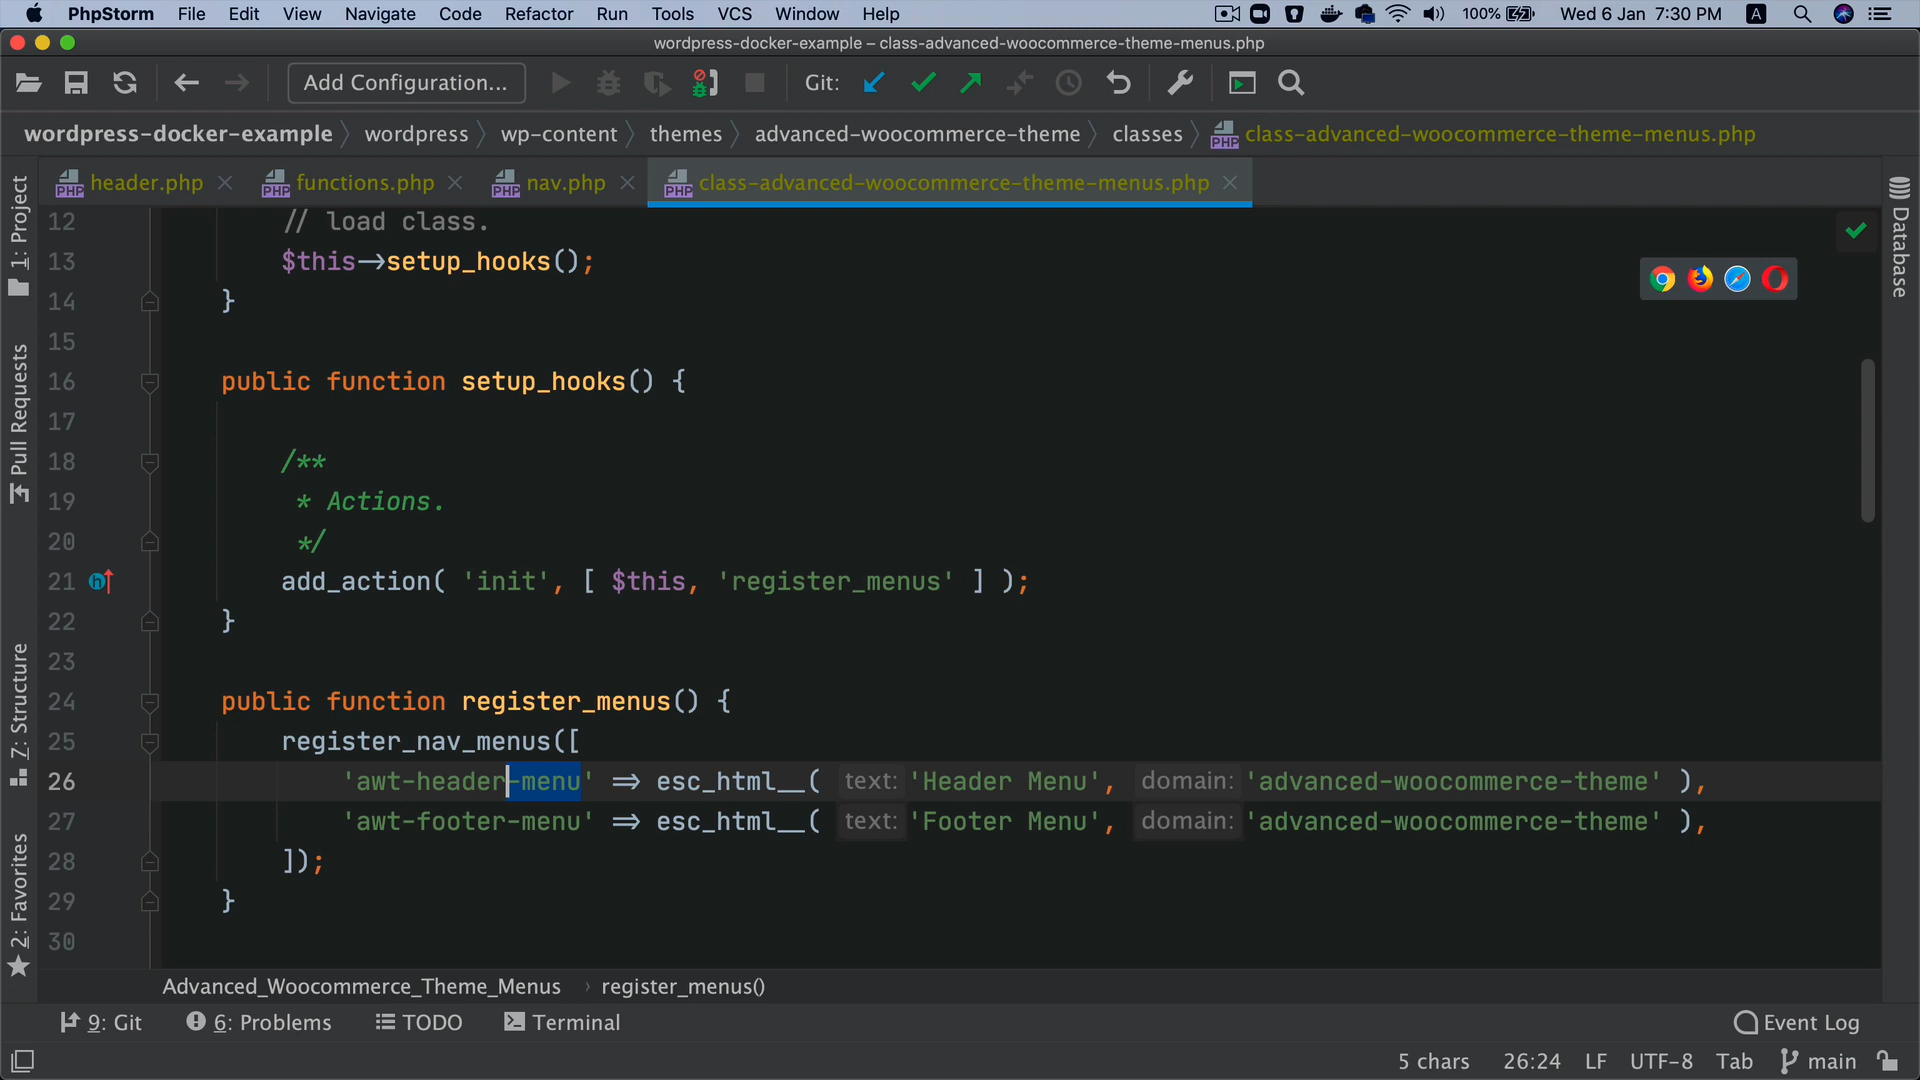 PhpStorm File Edit View Navigate Code Refactor Run Tools VCS Window Help 100% Wed 6 Jan 7:30 PM A
wordpress-docker-example – class-advanced-woocommerce-theme-menus.php
Add Configuration... Git:
wordpress-docker-example wordpress wp-content themes advanced-woocommerce-theme classes PHP class-advanced-woocommerce-theme-menus.php
PHP header.php PHP functions.php PHP nav.php PHP class-advanced-woocommerce-theme-menus.php
1: Project
Pull Requests
7: Structure
2: Favorites
Database
12 // load class.
13 $this->setup_hooks();
14 }
15
16 public function setup_hooks() {
17
18 /**
19 * Actions.
20 */
21 add_action( 'init', [ $this, 'register_menus' ] );
22 }
23
24 public function register_menus() {
25 register_nav_menus([
26 'awt-header-menu' => esc_html__( text: 'Header Menu', domain: 'advanced-woocommerce-theme' ),
27 'awt-footer-menu' => esc_html__( text: 'Footer Menu', domain: 'advanced-woocommerce-theme' ),
28 ]);
29 }
30
Advanced_Woocommerce_Theme_Menus › register_menus()
9: Git 6: Problems TODO Terminal Event Log
5 chars 26:24 LF UTF-8 Tab main